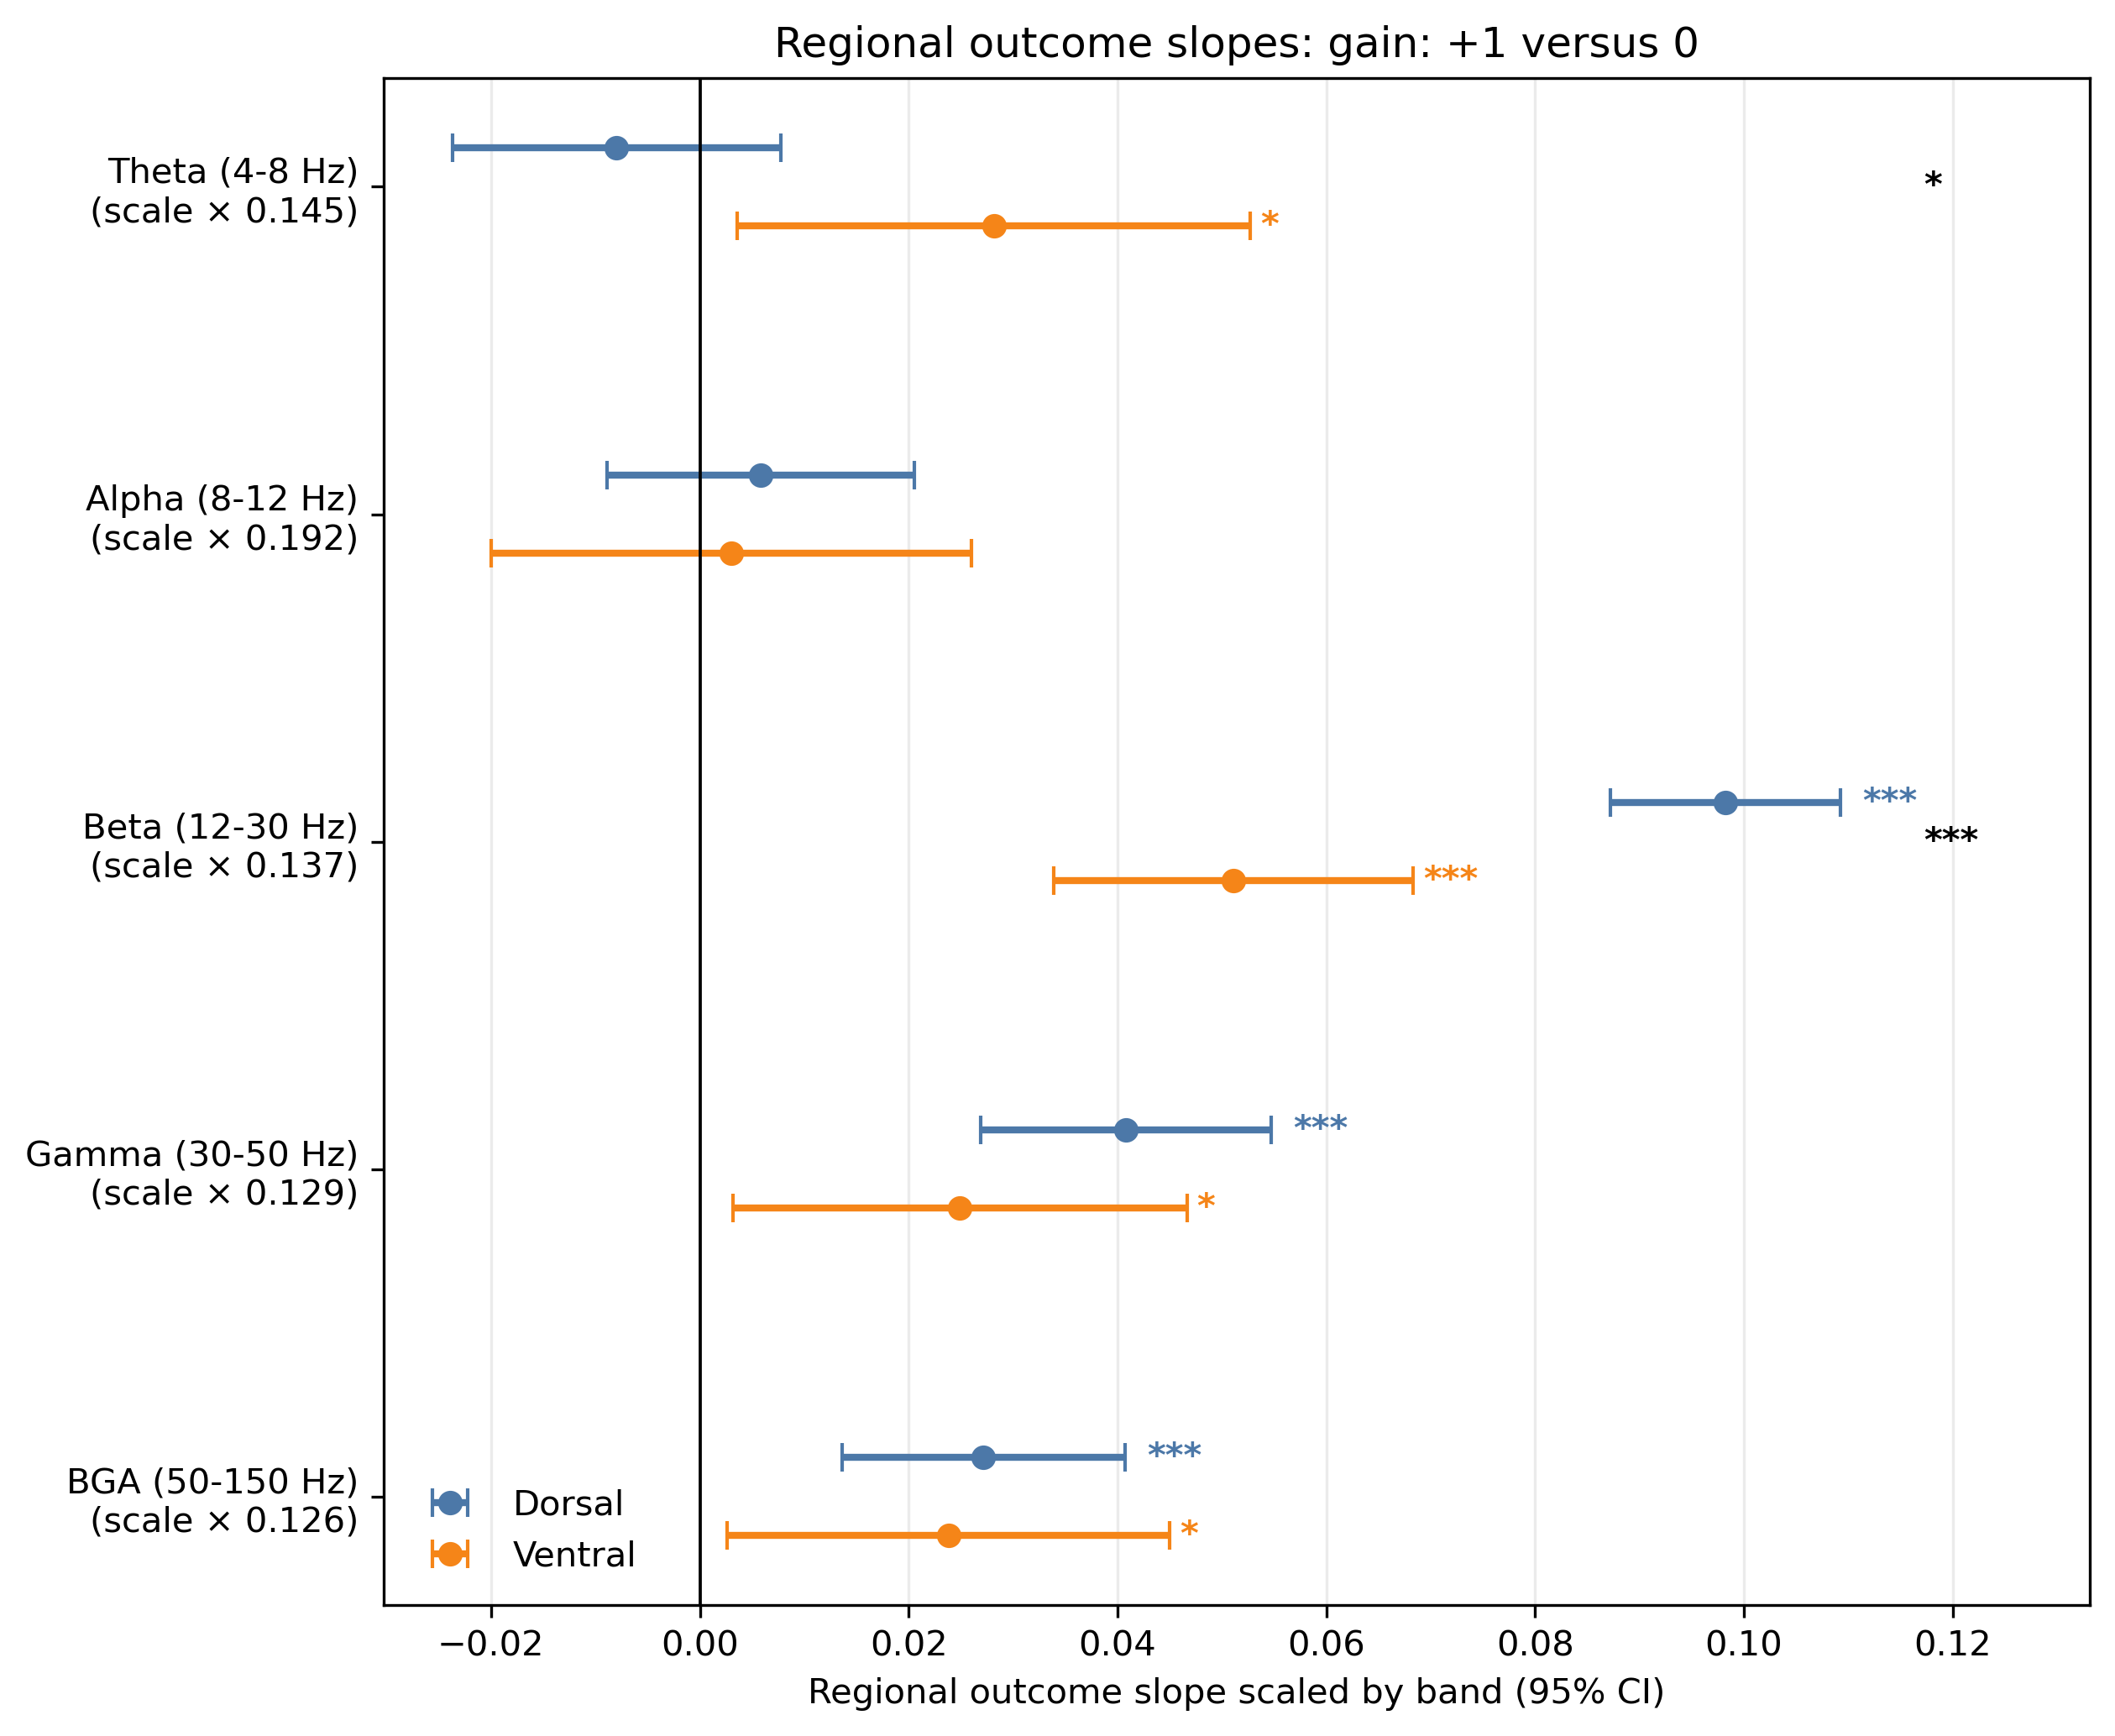 Regional outcome slopes: gain: +1 versus 0
Theta (4-8 Hz)
(scale × 0.145)
*
*
Alpha (8-12 Hz)
(scale × 0.192)
***
Beta (12-30 Hz)
(scale × 0.137)
***
***
***
Gamma (30-50 Hz)
(scale × 0.129)
*
***
BGA (50-150 Hz)
(scale × 0.126)
*
Dorsal
Ventral
−0.02 0.00 0.02 0.04 0.06 0.08 0.10 0.12
Regional outcome slope scaled by band (95% CI)